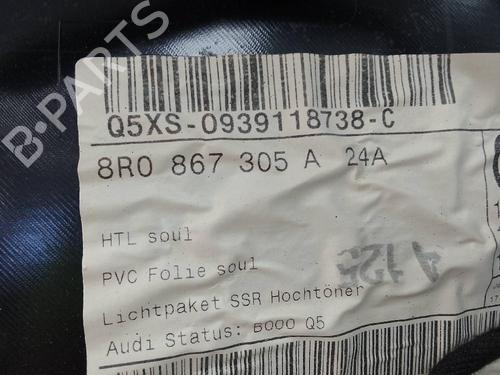 B-PARTS
Q5XS-0939118738-C
8R0 867 305 A 24A
HTL soul
PVC Folie soul
Lichtpaket SSR Hochtöner
Audi Status: B000 Q5